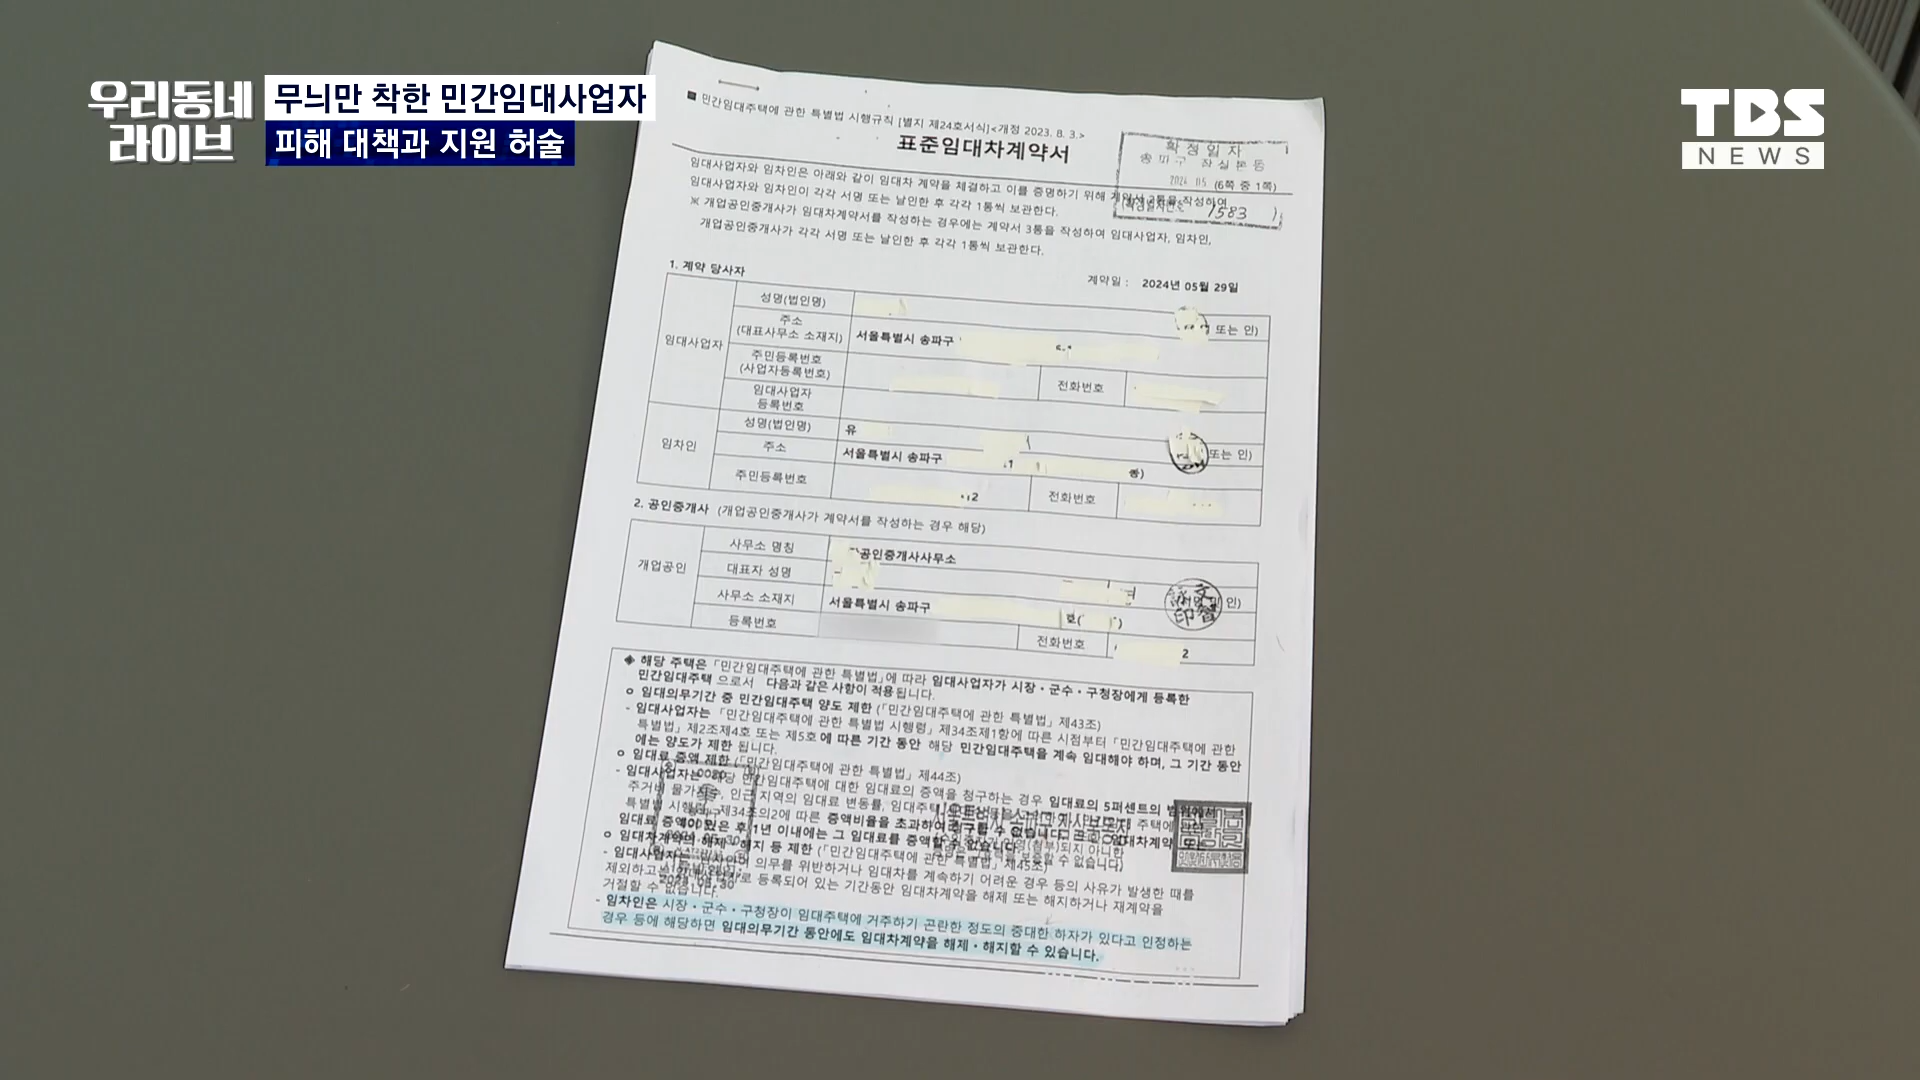 우리동네
라이브
무늬만 착한 민간임대사업자
피해 대책과 지원 허술
TBS
NEWS
■ 민간임대주택에 관한 특별법 시행규칙 [별지 제24호서식]<개정 2023. 8. 3.>
표준임대차계약서
확정일자
송파구 잠실본동
(6쪽 중 1쪽)
1583
임대사업자와 임차인은 아래와 같이 임대차 계약을 체결하고 이를 증명하기 위해 계약서 2통을 작성하여
임대사업자와 임차인이 각각 서명 또는 날인한 후 각각 1통씩 보관한다.
※ 개업공인중개사가 임대차계약서를 작성하는 경우에는 계약서 3통을 작성하여 임대사업자, 임차인,
개업공인중개사가 각각 서명 또는 날인한 후 각각 1통씩 보관한다.
계약일 : 2024년 05월 29일
1. 계약 당사자
임대사업자
성명(법인명)
또는 인)
주소
(대표사무소 소재지)
서울특별시 송파구
주민등록번호
(사업자등록번호)
전화번호
임대사업자
등록번호
임차인
성명(법인명)
유
또는 인)
주소
서울특별시 송파구
주민등록번호
전화번호
2. 공인중개사 (개업공인중개사가 계약서를 작성하는 경우 해당)
개업공인
사무소 명칭
공인중개사사무소
대표자 성명
인)
사무소 소재지
서울특별시 송파구
등록번호
전화번호
2
◈ 해당 주택은 「민간임대주택에 관한 특별법」에 따라 임대사업자가 시장·군수·구청장에게 등록한
민간임대주택 으로서 다음과 같은 사항이 적용됩니다.
ㅇ 임대의무기간 중 민간임대주택 양도 제한 (「민간임대주택에 관한 특별법」 제43조)
- 임대사업자는 「민간임대주택에 관한 특별법 시행령」 제34조제1항에 따른 시점부터 「민간임대주택에 관한
특별법」 제2조제4호 또는 제5호에 따른 기간 동안 해당 민간임대주택을 계속 임대해야 하며, 그 기간 동안
에는 양도가 제한 됩니다.
ㅇ 임대료 증액 제한 (「민간임대주택에 관한 특별법」 제44조)
- 임대사업자는 해당 민간임대주택에 대한 임대료의 증액을 청구하는 경우 임대료의 5퍼센트의 범위에서
주거비 물가지수, 인근 지역의 임대료 변동률, 임대주택
특별법 시행령」 제34조의2에 따른 증액비율을 초과하여 청구할 수 없습니다. 또한, 임대차계약 또는
임대료 증액이 있은 후 1년 이내에는 그 임대료를 증액할 수 없습니다.
ㅇ 임대차계약의 해제·해지 등 제한 (「민간임대주택에 관한 특별법」 제45조)
- 임대사업자는 임차인이 의무를 위반하거나 임대차를 계속하기 어려운 경우 등의 사유가 발생한 때를
제외하고는 임대사업자로 등록되어 있는 기간동안 임대차계약을 해제 또는 해지하거나 재계약을
거절할 수 없습니다.
- 임차인은 시장·군수·구청장이 임대주택에 거주하기 곤란한 정도의 중대한 하자가 있다고 인정하는
경우 등에 해당하면 임대의무기간 동안에도 임대차계약을 해제·해지할 수 있습니다.